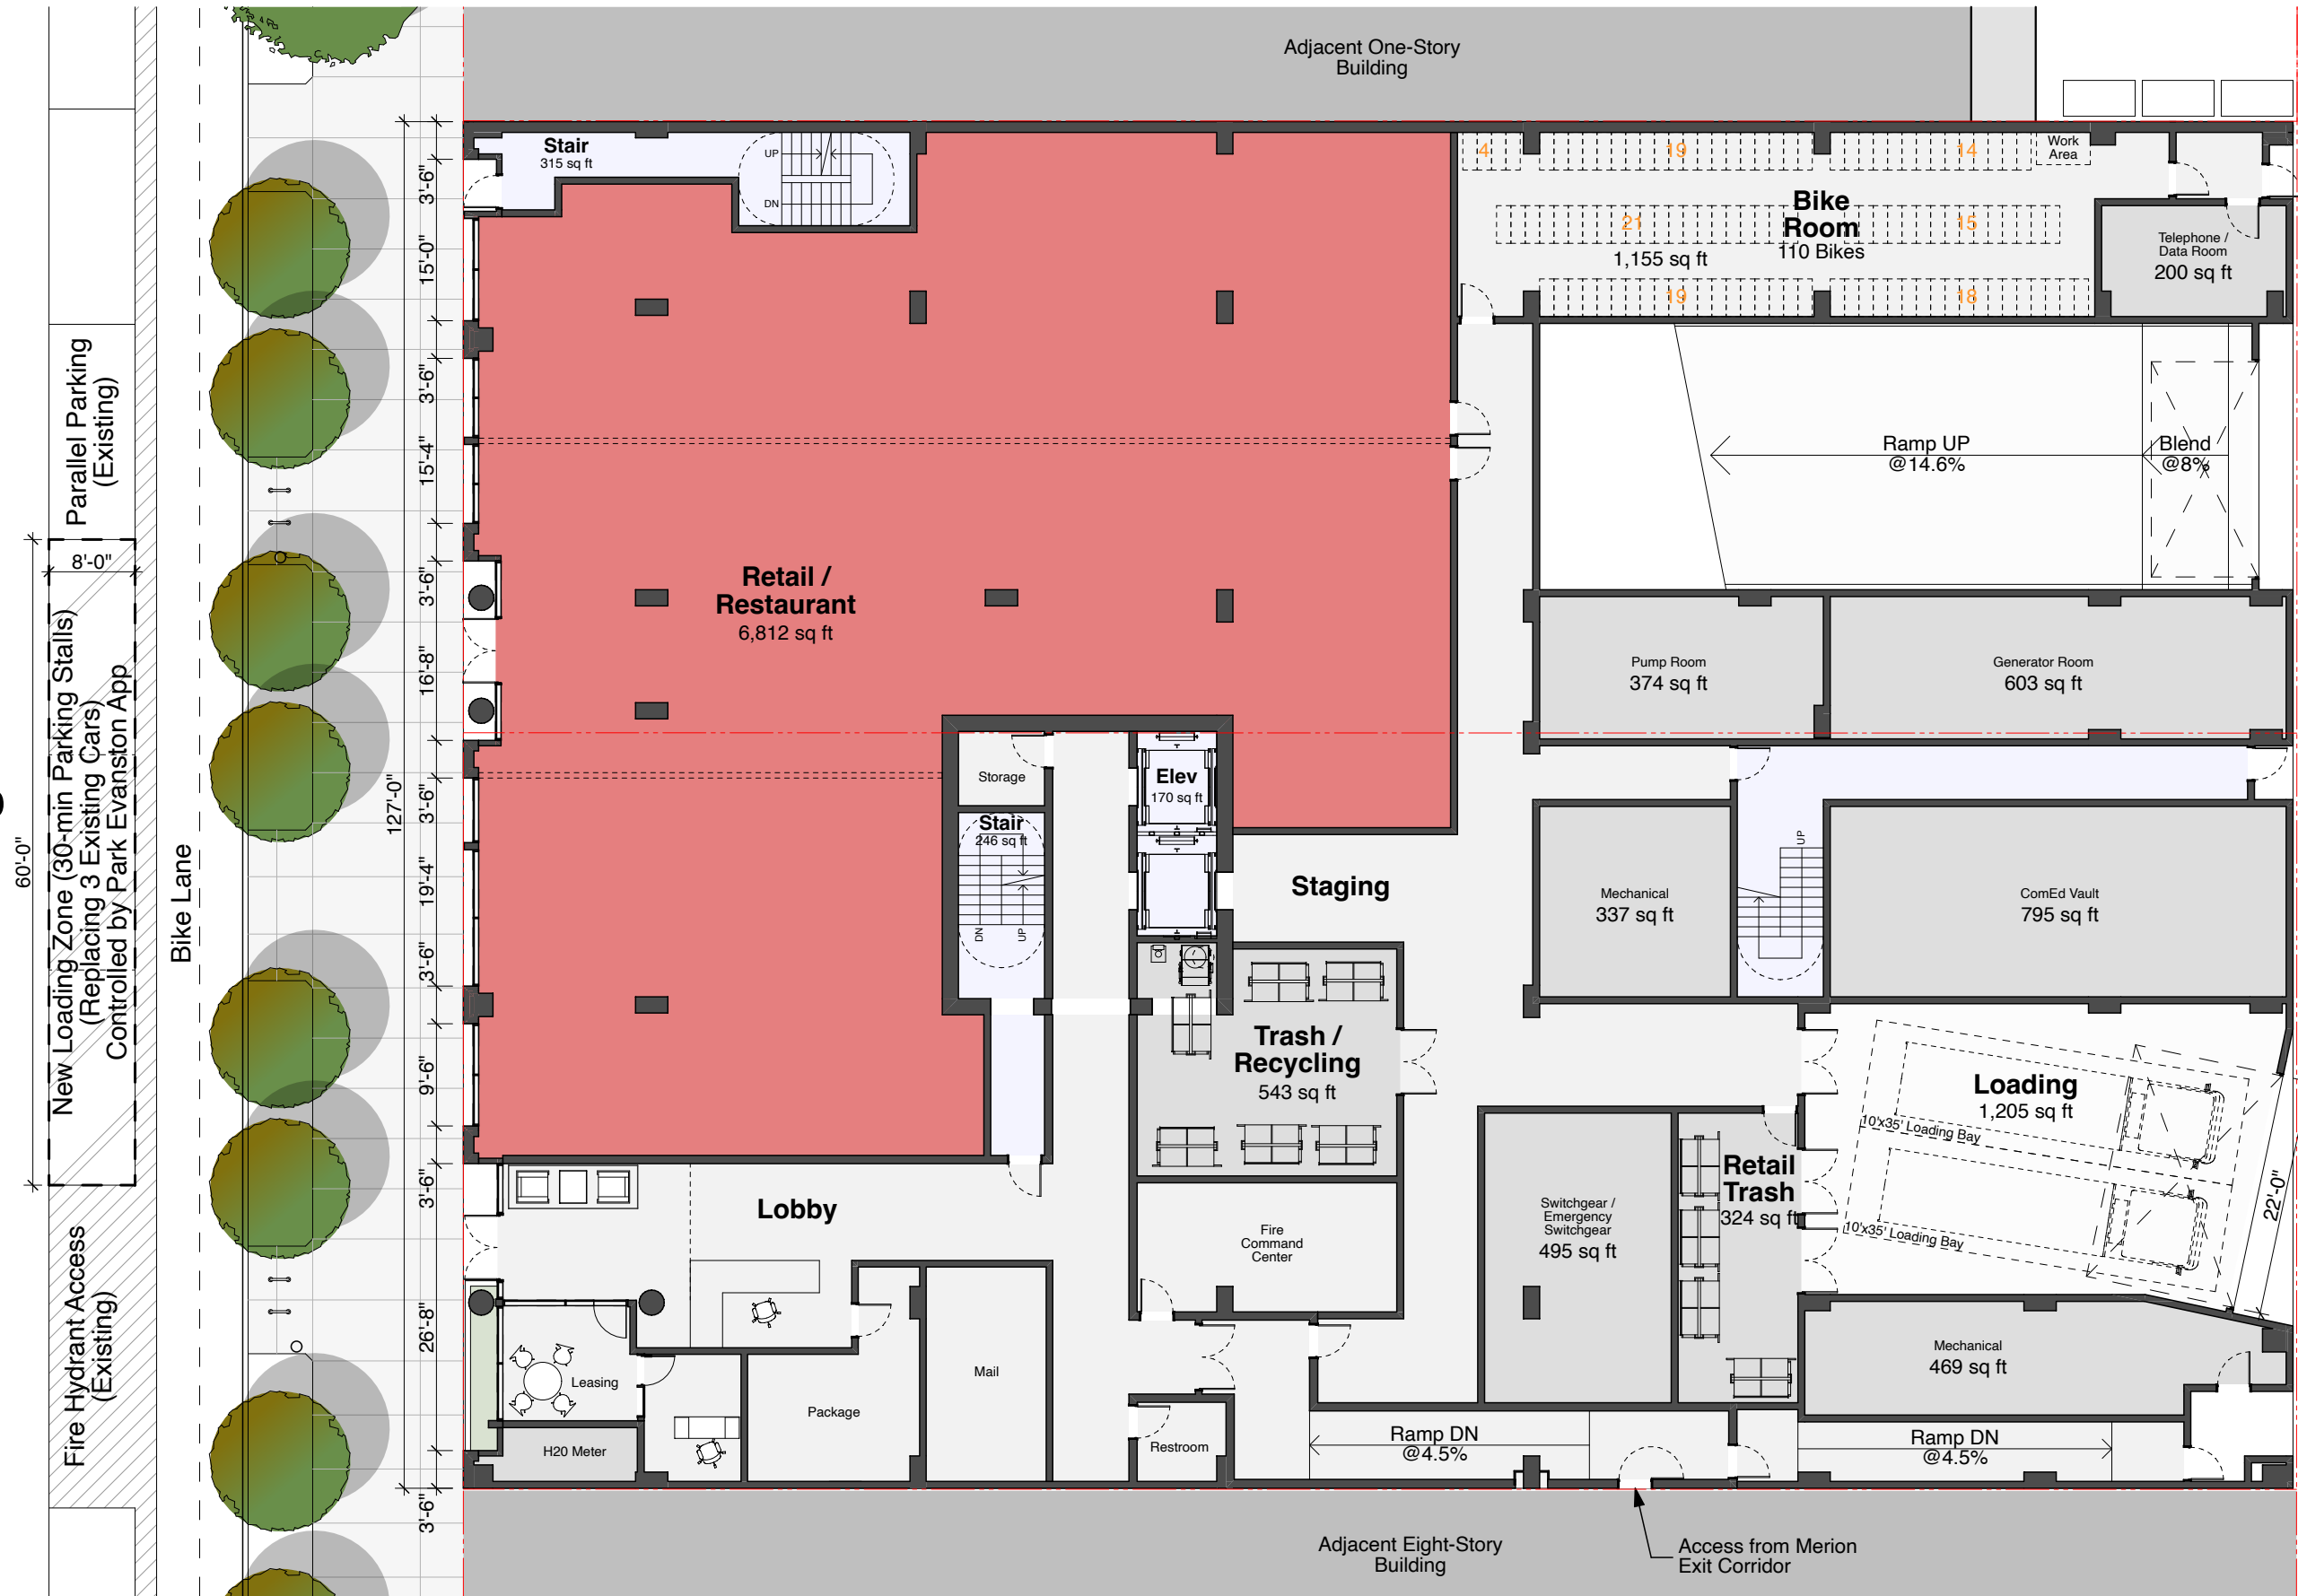 Adjacent One-Story
Building
Stair
315 sq ft
UP
DN
4
19
14
Work
Area
Bike
Room
110 Bikes
1,155 sq ft
21
15
19
18
Telephone /
Data Room
200 sq ft
Parallel Parking
(Existing)
8'-0"
60'-0"
New Loading Zone (30-min Parking Stalls)
(Replacing 3 Existing Cars)
Controlled by Park Evanston App
Fire Hydrant Access
(Existing)
Bike Lane
127'-0"
3'-6"
15'-0"
3'-6"
15'-4"
3'-6"
16'-8"
3'-6"
19'-4"
3'-6"
9'-6"
3'-6"
26'-8"
3'-6"
Ramp UP
@14.6%
Blend
@8%
Retail /
Restaurant
6,812 sq ft
Pump Room
374 sq ft
Generator Room
603 sq ft
Storage
Elev
170 sq ft
Stair
246 sq ft
DN
UP
Staging
Mechanical
337 sq ft
UP
ComEd Vault
795 sq ft
Trash /
Recycling
543 sq ft
Loading
1,205 sq ft
10'x35' Loading Bay
10'x35' Loading Bay
22'-0"
Retail
Trash
324 sq ft
Switchgear /
Emergency
Switchgear
495 sq ft
Lobby
Fire
Command
Center
Mechanical
469 sq ft
Leasing
Mail
Package
H20 Meter
Restroom
Ramp DN
@4.5%
Ramp DN
@4.5%
Adjacent Eight-Story
Building
Access from Merion
Exit Corridor